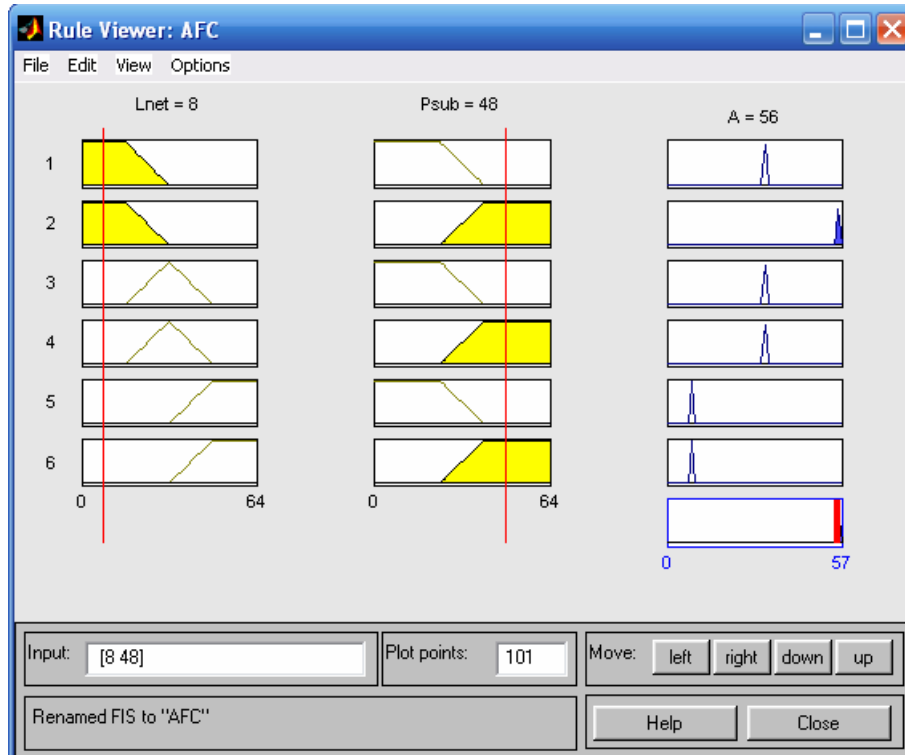 Rule Viewer: AFC
File Edit View Options
Lnet = 8 Psub = 48 A = 56
1
2
3
4
5
6
0 64 0 64
0 57
Input: [8 48] Plot points: 101 Move: left right down up
Renamed FIS to "AFC" Help Close